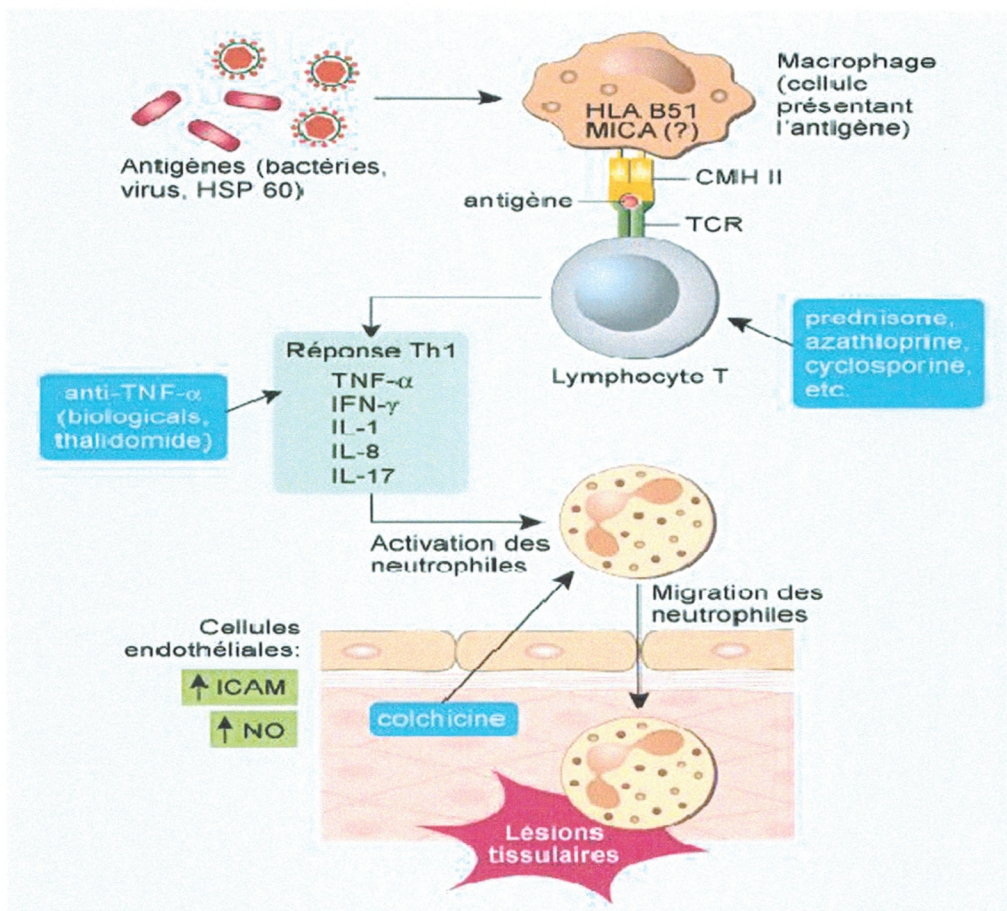 Antigènes (bactéries,
virus, HSP 60)
HLA B51
MICA (?)
Macrophage
(cellule
présentant
l'antigène)
CMH II
antigène
TCR
Lymphocyte T
prednisone,
azathioprine,
cyclosporine,
etc.
Réponse Th1
TNF-α
IFN-γ
IL-1
IL-8
IL-17
anti-TNF-α
(biologicals,
thalidomide)
Activation des
neutrophiles
Migration des
neutrophiles
Cellules
endothéliales:
↑ ICAM
↑ NO
colchicine
Lésions
tissulaires